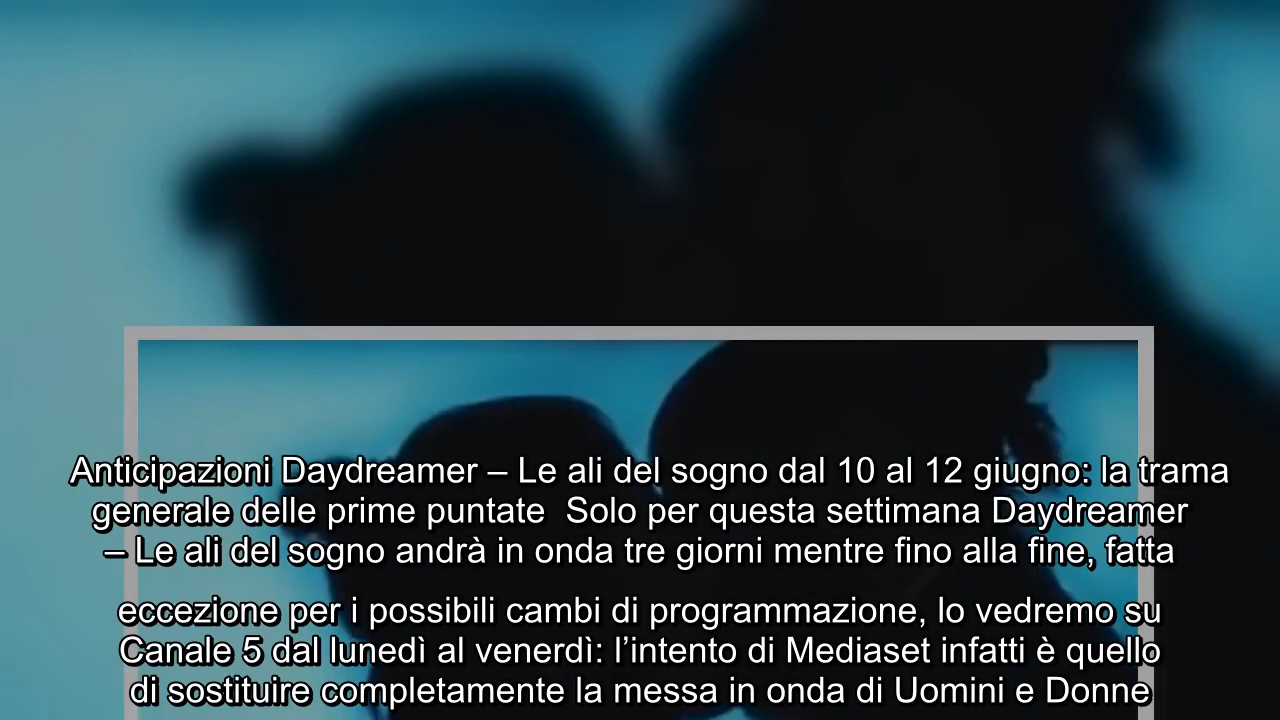 Anticipazioni Daydreamer – Le ali del sogno dal 10 al 12 giugno: la trama
generale delle prime puntate  Solo per questa settimana Daydreamer
– Le ali del sogno andrà in onda tre giorni mentre fino alla fine, fatta
eccezione per i possibili cambi di programmazione, lo vedremo su
Canale 5 dal lunedì al venerdì: l’intento di Mediaset infatti è quello
di sostituire completamente la messa in onda di Uomini e Donne